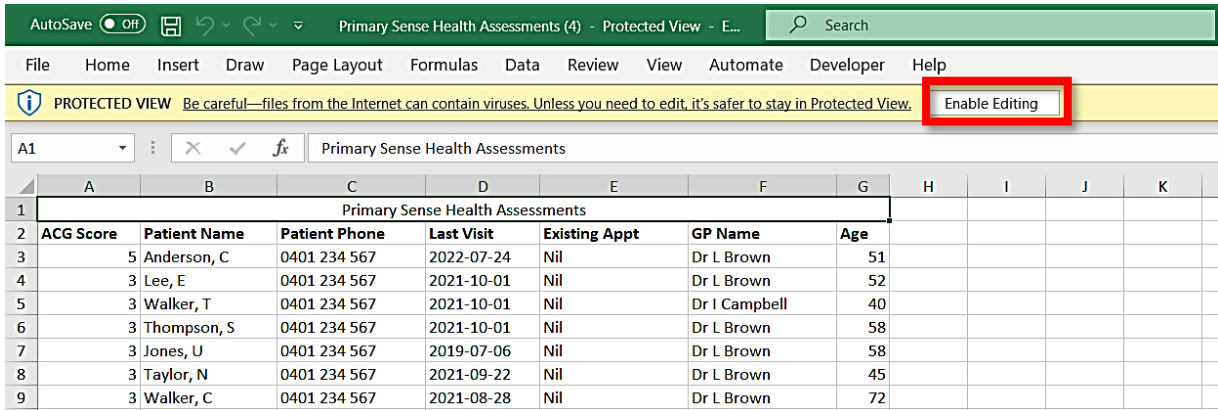 AutoSave Off Primary Sense Health Assessments (4) - Protected View - E... Search
File Home Insert Draw Page Layout Formulas Data Review View Automate Developer Help
PROTECTED VIEW Be careful—files from the Internet can contain viruses. Unless you need to edit, it's safer to stay in Protected View. Enable Editing
A1 fx Primary Sense Health Assessments
A B C D E F G H I J K
1 Primary Sense Health Assessments
2 ACG Score Patient Name Patient Phone Last Visit Existing Appt GP Name Age
3 5 Anderson, C 0401 234 567 2022-07-24 Nil Dr L Brown 51
4 3 Lee, E 0401 234 567 2021-10-01 Nil Dr L Brown 52
5 3 Walker, T 0401 234 567 2021-10-01 Nil Dr I Campbell 40
6 3 Thompson, S 0401 234 567 2021-10-01 Nil Dr L Brown 58
7 3 Jones, U 0401 234 567 2019-07-06 Nil Dr L Brown 58
8 3 Taylor, N 0401 234 567 2021-09-22 Nil Dr L Brown 45
9 3 Walker, C 0401 234 567 2021-08-28 Nil Dr L Brown 72